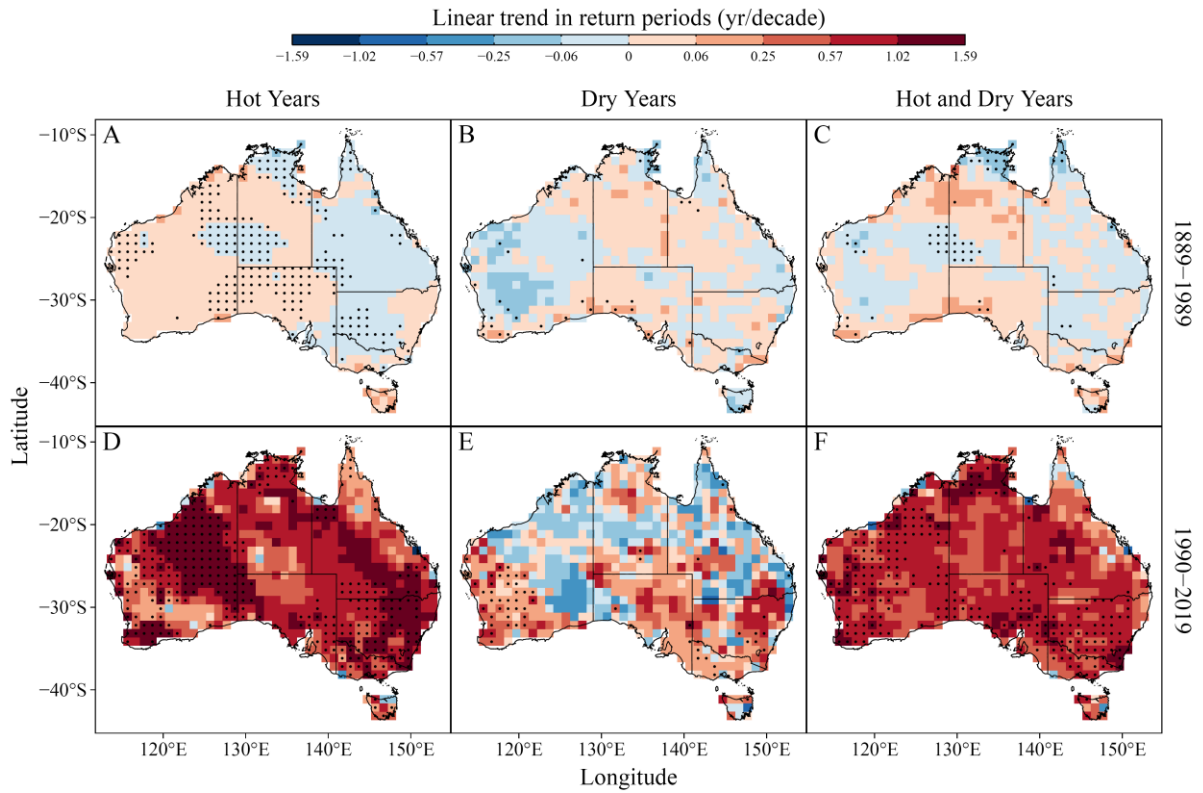 Linear trend in return periods (yr/decade)
−1.59 −1.02 −0.57 −0.25 −0.06 0 0.06 0.25 0.57 1.02 1.59
Hot Years Dry Years Hot and Dry Years
A B C
−10°S
−20°S
−30°S
−40°S
1889−1989
D E F
−10°S
−20°S
−30°S
−40°S
1990−2019
Latitude
120°E 130°E 140°E 150°E 120°E 130°E 140°E 150°E 120°E 130°E 140°E 150°E
Longitude